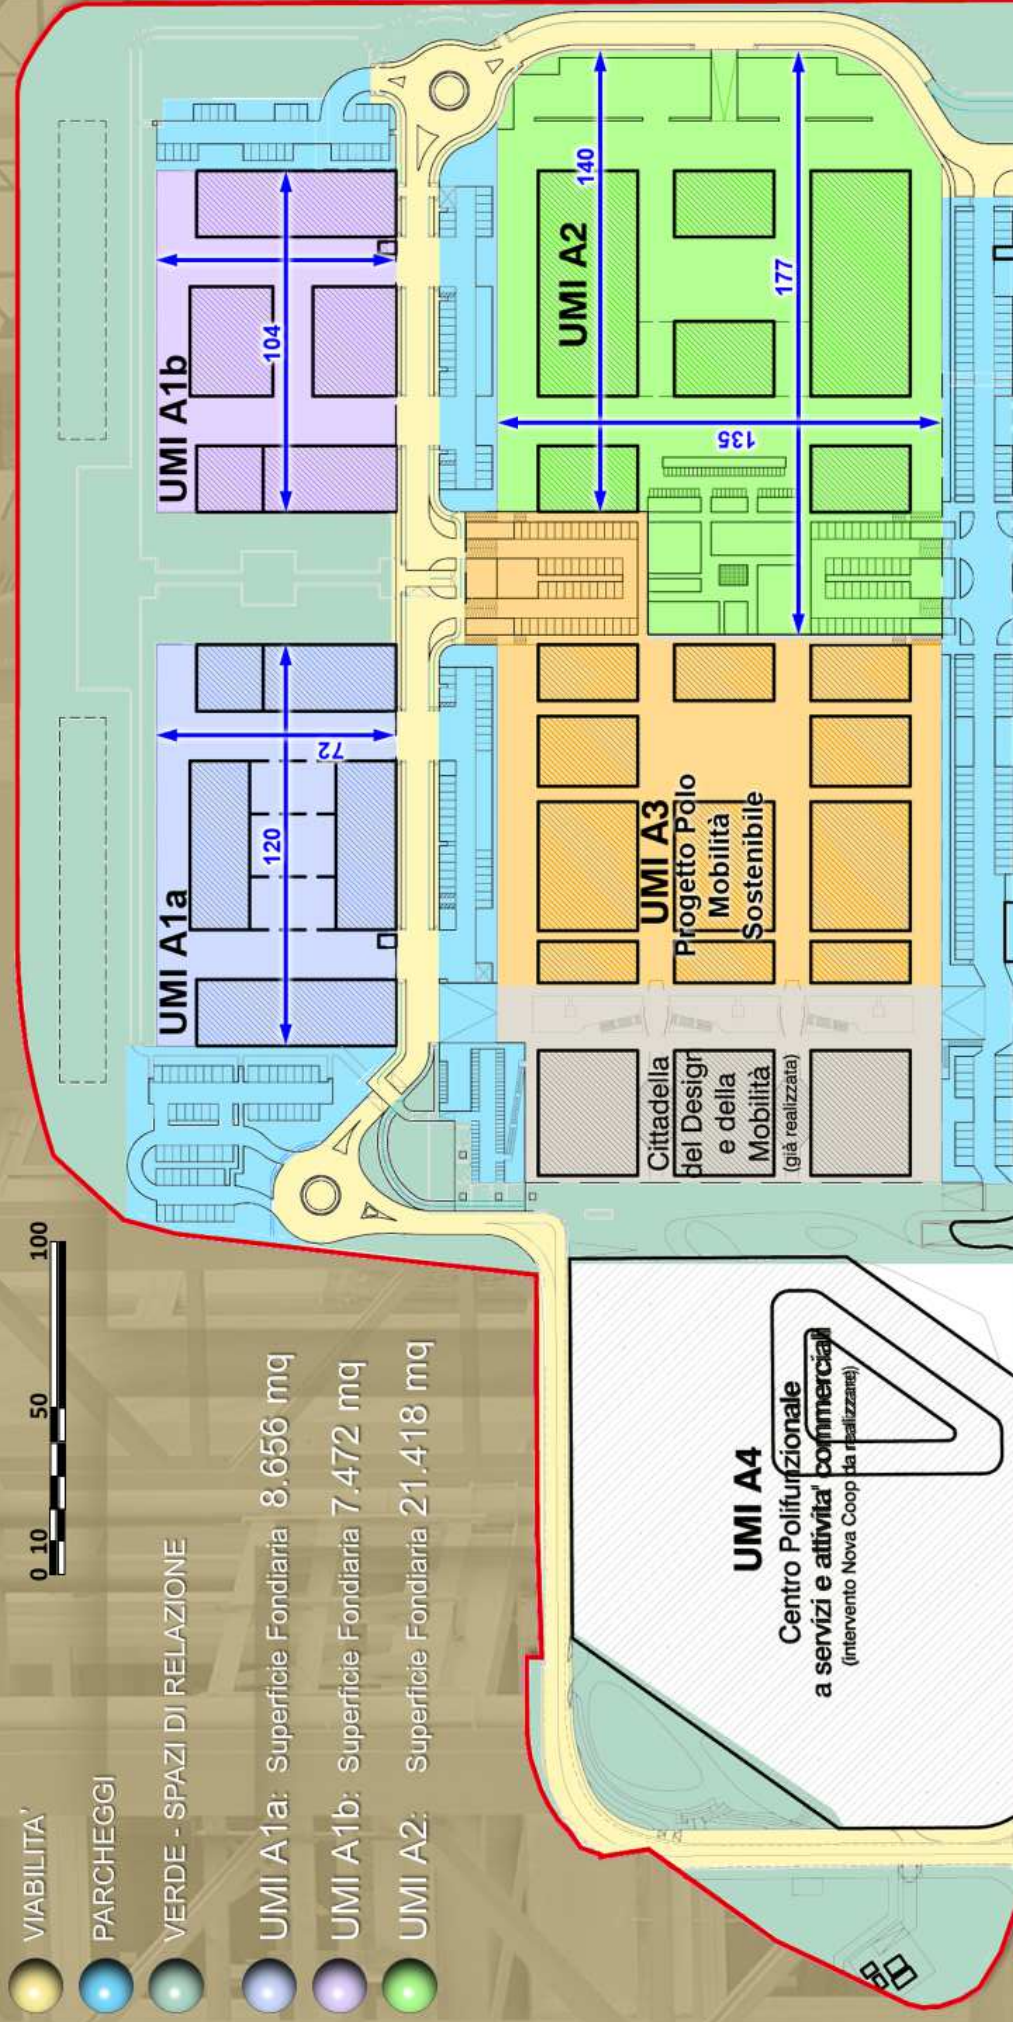 VIABILITA'
PARCHEGGI
VERDE - SPAZI DI RELAZIONE
UMI A1a: Superficie Fondiaria 8.656 mq
UMI A1b: Superficie Fondiaria 7.472 mq
UMI A2: Superficie Fondiaria 21.418 mq
0 10 50 100
UMI A1a
120
72
UMI A1b
104
UMI A2
140
177
135
UMI A3
Progetto Polo
Mobilità
Sostenibile
Cittadella
del Design
e della
Mobilità
(già realizzata)
UMI A4
Centro Polifunzionale
a servizi e attivita' commerciali
(intervento Nova Coop da realizzare)